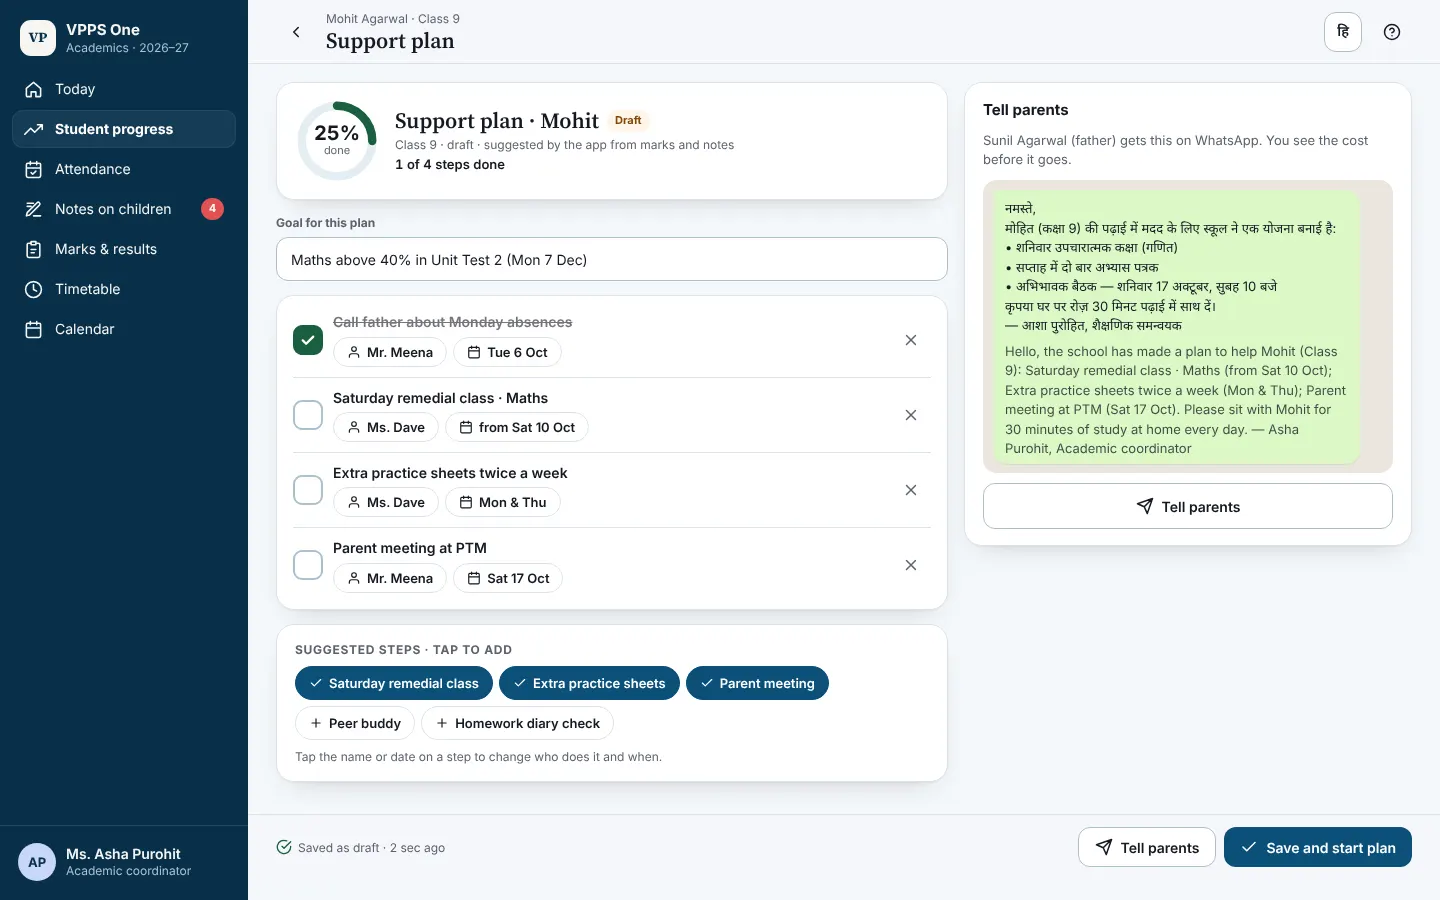 VP
VPPS One
Academics · 2026–27
Today
Student progress
Attendance
Notes on children
4
Marks & results
Timetable
Calendar
AP
Ms. Asha Purohit
Academic coordinator
Mohit Agarwal · Class 9
Support plan
हि
25%
done
Support plan · Mohit
Draft
Class 9 · draft · suggested by the app from marks and notes
1 of 4 steps done
Goal for this plan
Maths above 40% in Unit Test 2 (Mon 7 Dec)
Call father about Monday absences
Mr. Meena
Tue 6 Oct
Saturday remedial class · Maths
Ms. Dave
from Sat 10 Oct
Extra practice sheets twice a week
Ms. Dave
Mon & Thu
Parent meeting at PTM
Mr. Meena
Sat 17 Oct
SUGGESTED STEPS · TAP TO ADD
Saturday remedial class
Extra practice sheets
Parent meeting
Peer buddy
Homework diary check
Tap the name or date on a step to change who does it and when.
Tell parents
Sunil Agarwal (father) gets this on WhatsApp. You see the cost
before it goes.
नमस्ते,
मोहित (कक्षा 9) की पढ़ाई में मदद के लिए स्कूल ने एक योजना बनाई है:
• शनिवार उपचारात्मक कक्षा (गणित)
• सप्ताह में दो बार अभ्यास पत्रक
• अभिभावक बैठक — शनिवार 17 अक्टूबर, सुबह 10 बजे
कृपया घर पर रोज़ 30 मिनट पढ़ाई में साथ दें।
— आशा पुरोहित, शैक्षणिक समन्वयक
Hello, the school has made a plan to help Mohit (Class
9): Saturday remedial class · Maths (from Sat 10 Oct);
Extra practice sheets twice a week (Mon & Thu); Parent
meeting at PTM (Sat 17 Oct). Please sit with Mohit for
30 minutes of study at home every day. — Asha
Purohit, Academic coordinator
Tell parents
Saved as draft · 2 sec ago
Tell parents
Save and start plan